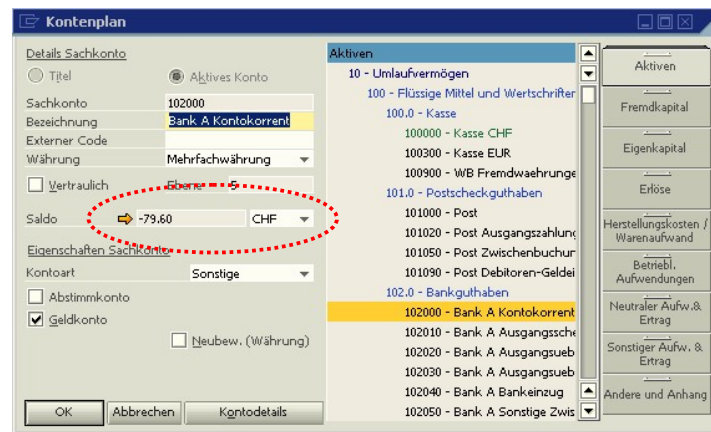 Kontenplan
Details Sachkonto
Titel
Aktives Konto
Sachkonto 102000
Bezeichnung Bank A Kontokorrent
Externer Code
Währung Mehrfachwährung
Vertraulich Ebene 5
Saldo -79.60 CHF
Eigenschaften Sachkonto
Kontoart Sonstige
Abstimmkonto
Geldkonto
Neubew. (Währung)
OK Abbrechen Kontodetails
Aktiven
10 - Umlaufvermögen
100 - Flüssige Mittel und Wertschrifter
100.0 - Kasse
100000 - Kasse CHF
100300 - Kasse EUR
100900 - WB Fremdwaehrunge
101.0 - Postscheckguthaben
101000 - Post
101020 - Post Ausgangszahlung
101050 - Post Zwischenbuchur
101090 - Post Debitoren-Geldei
102.0 - Bankguthaben
102000 - Bank A Kontokorrent
102010 - Bank A Ausgangssche
102020 - Bank A Ausgangsueb
102030 - Bank A Ausgangsueb
102040 - Bank A Bankeinzug
102050 - Bank A Sonstige Zwis
Aktiven
Fremdkapital
Eigenkapital
Erlöse
Herstellungskosten /
Warenaufwand
Betriebl.
Aufwendungen
Neutraler Aufw.&
Ertrag
Sonstiger Aufw. &
Ertrag
Andere und Anhang